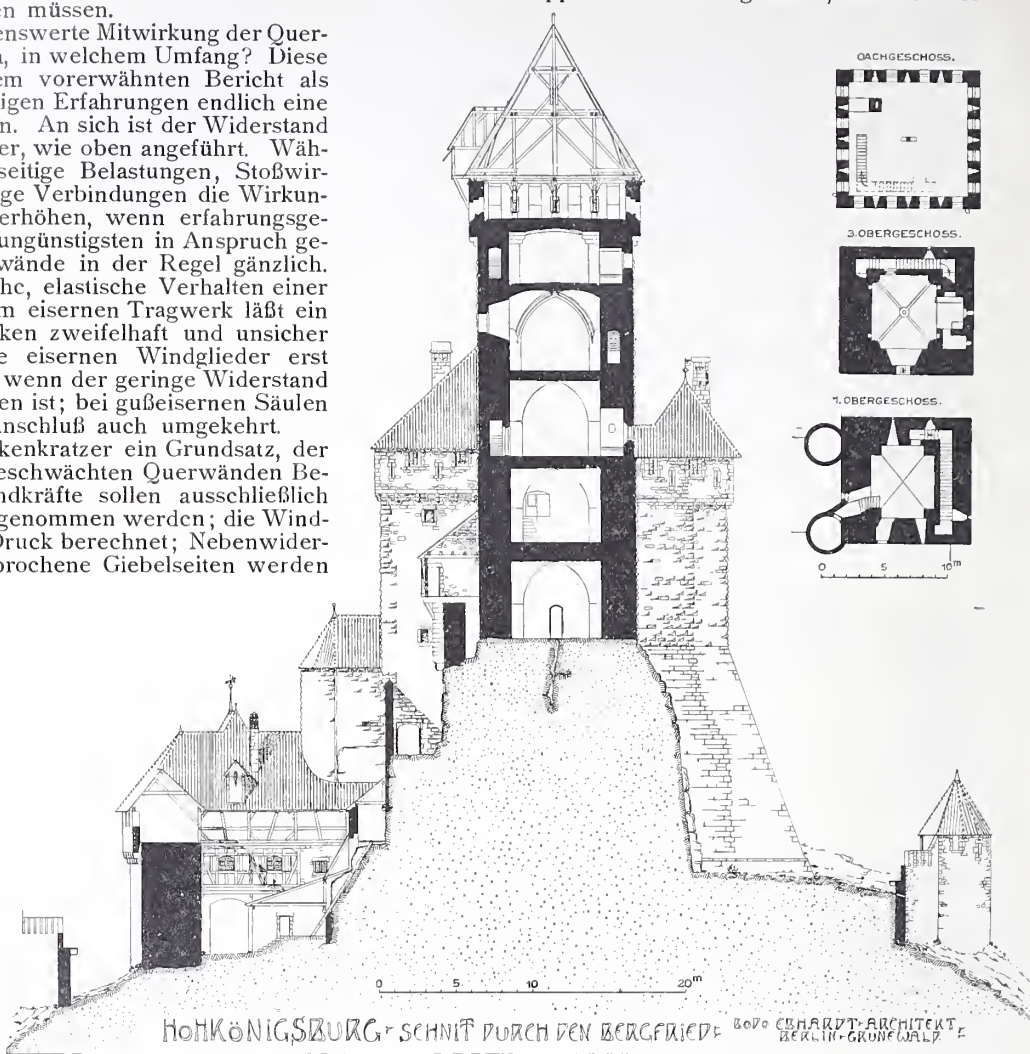 en müssen.
enswerte Mitwirkung der Quer-
, in welchem Umfang? Diese
em vorerwähnten Bericht als
igen Erfahrungen endlich eine
n. An sich ist der Widerstand
er, wie oben angeführt. Wäh-
seitige Belastungen, Stoßwir-
ge Verbindungen die Wirkun-
erhöhen, wenn erfahrungsge-
ungünstigsten in Anspruch ge-
wände in der Regel gänzlich.
hc, elastische Verhalten einer
m eisernen Tragwerk läßt ein
ken zweifelhaft und unsicher
e eisernen Windglieder erst
wenn der geringe Widerstand
en ist; bei gußeisernen Säulen
nschluß auch umgekehrt.
kenkratzer ein Grundsatz, der
eschwächten Querwänden Be-
ndkräfte sollen ausschließlich
genommen werden; die Wind-
Druck berechnet; Nebenwider-
brochene Giebelseiten werden
DACHGESCHOSS.
3. OBERGESCHOSS.
1. OBERGESCHOSS.
0 5 10m
0 5 10 20m
HOHKÖNIGSBURG SCHNIT DURCH DEN BERGFRIED
BODO EBHARDT-ARCHITEKT
BERLIN-GRUNEWALD.